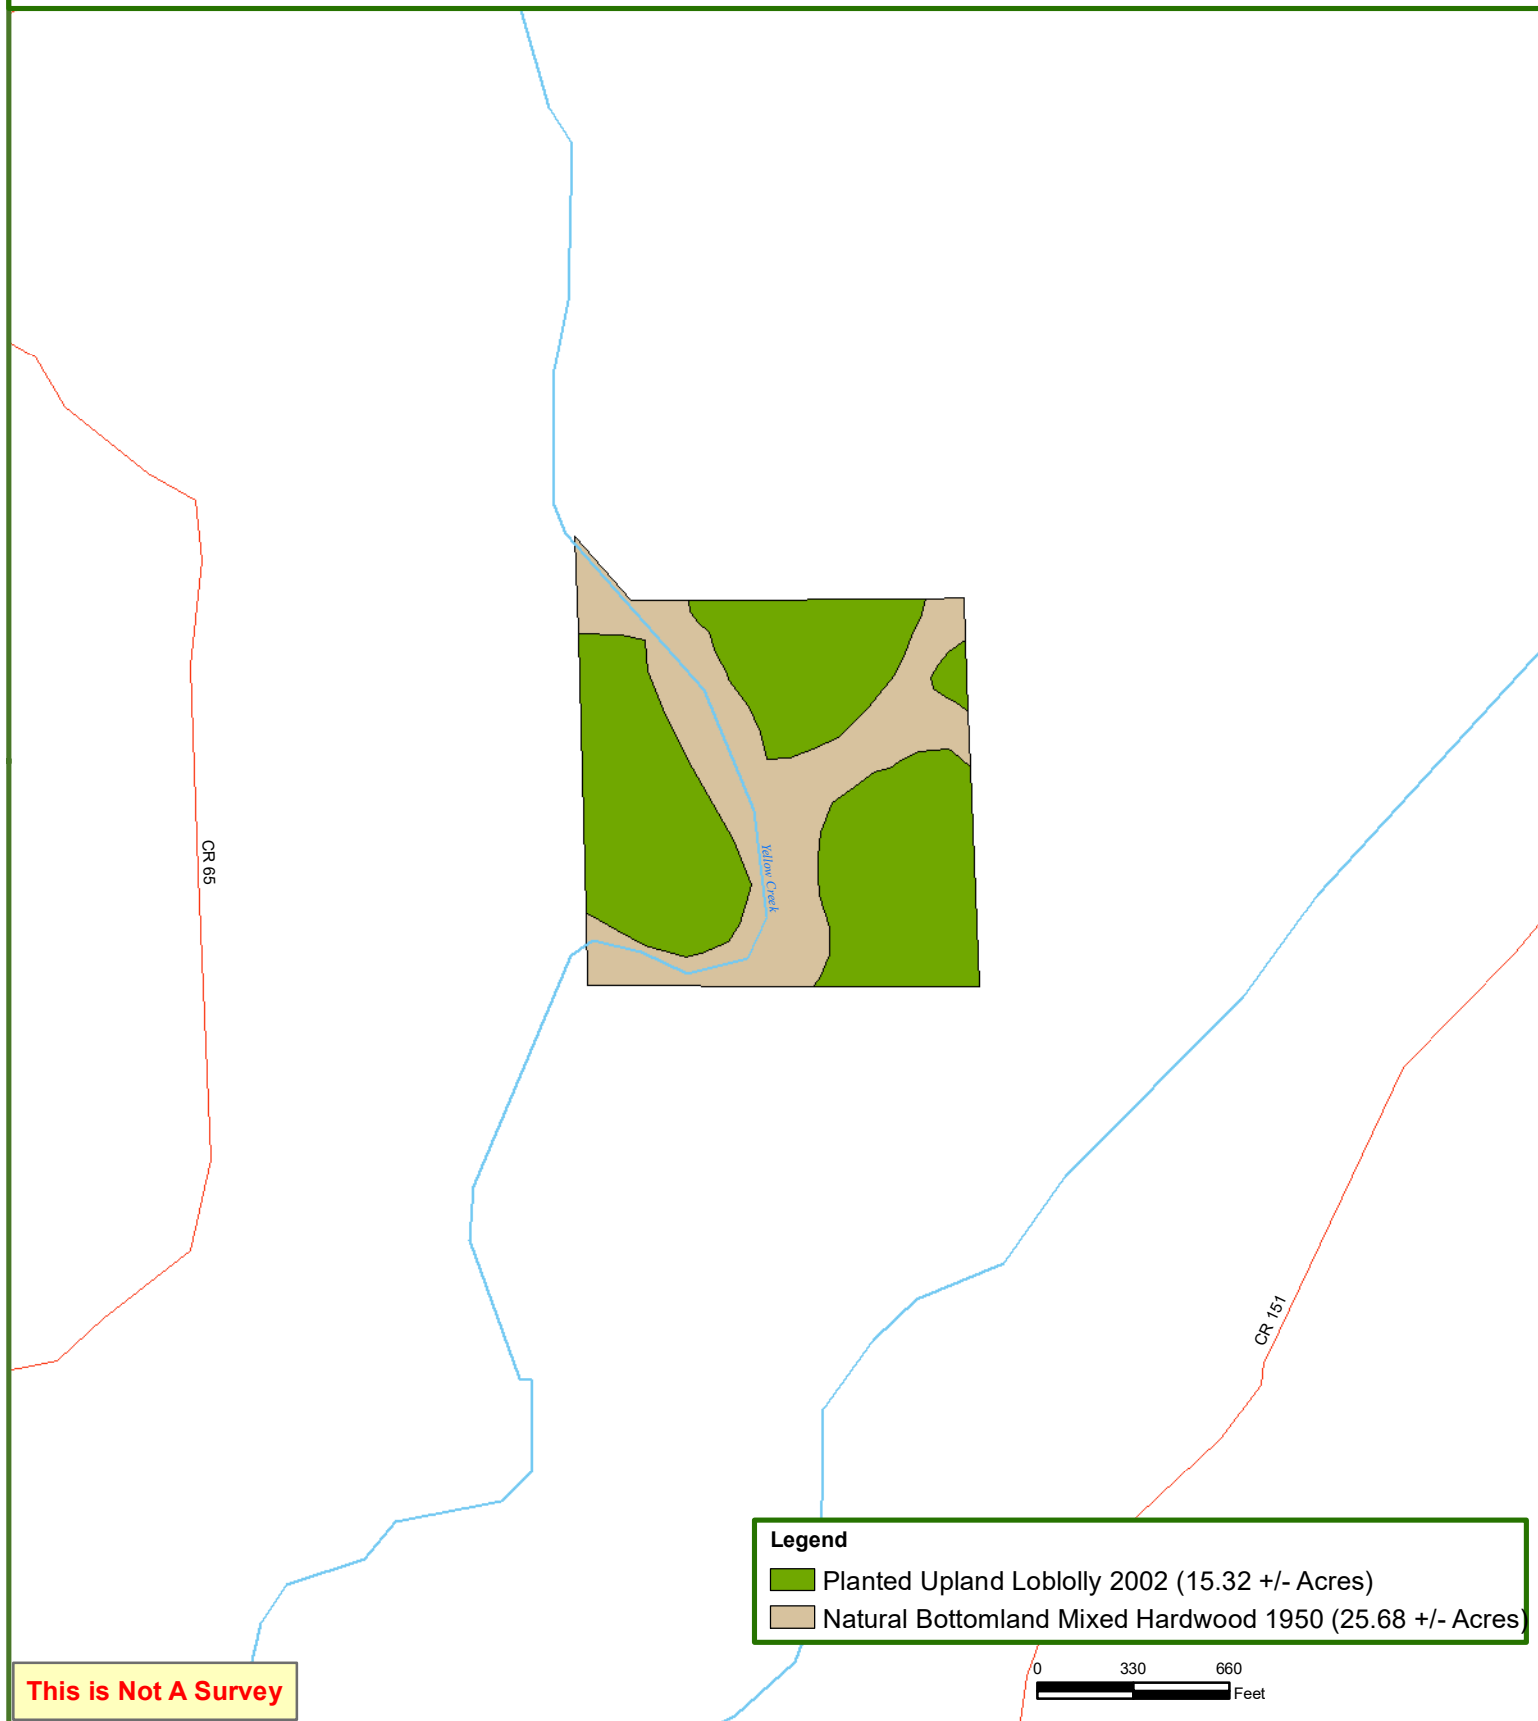 CR 65
Yellow Creek
CR 151
Legend
Planted Upland Loblolly 2002 (15.32 +/- Acres)
Natural Bottomland Mixed Hardwood 1950 (25.68 +/- Acres)
0 330 660
Feet
This is Not A Survey